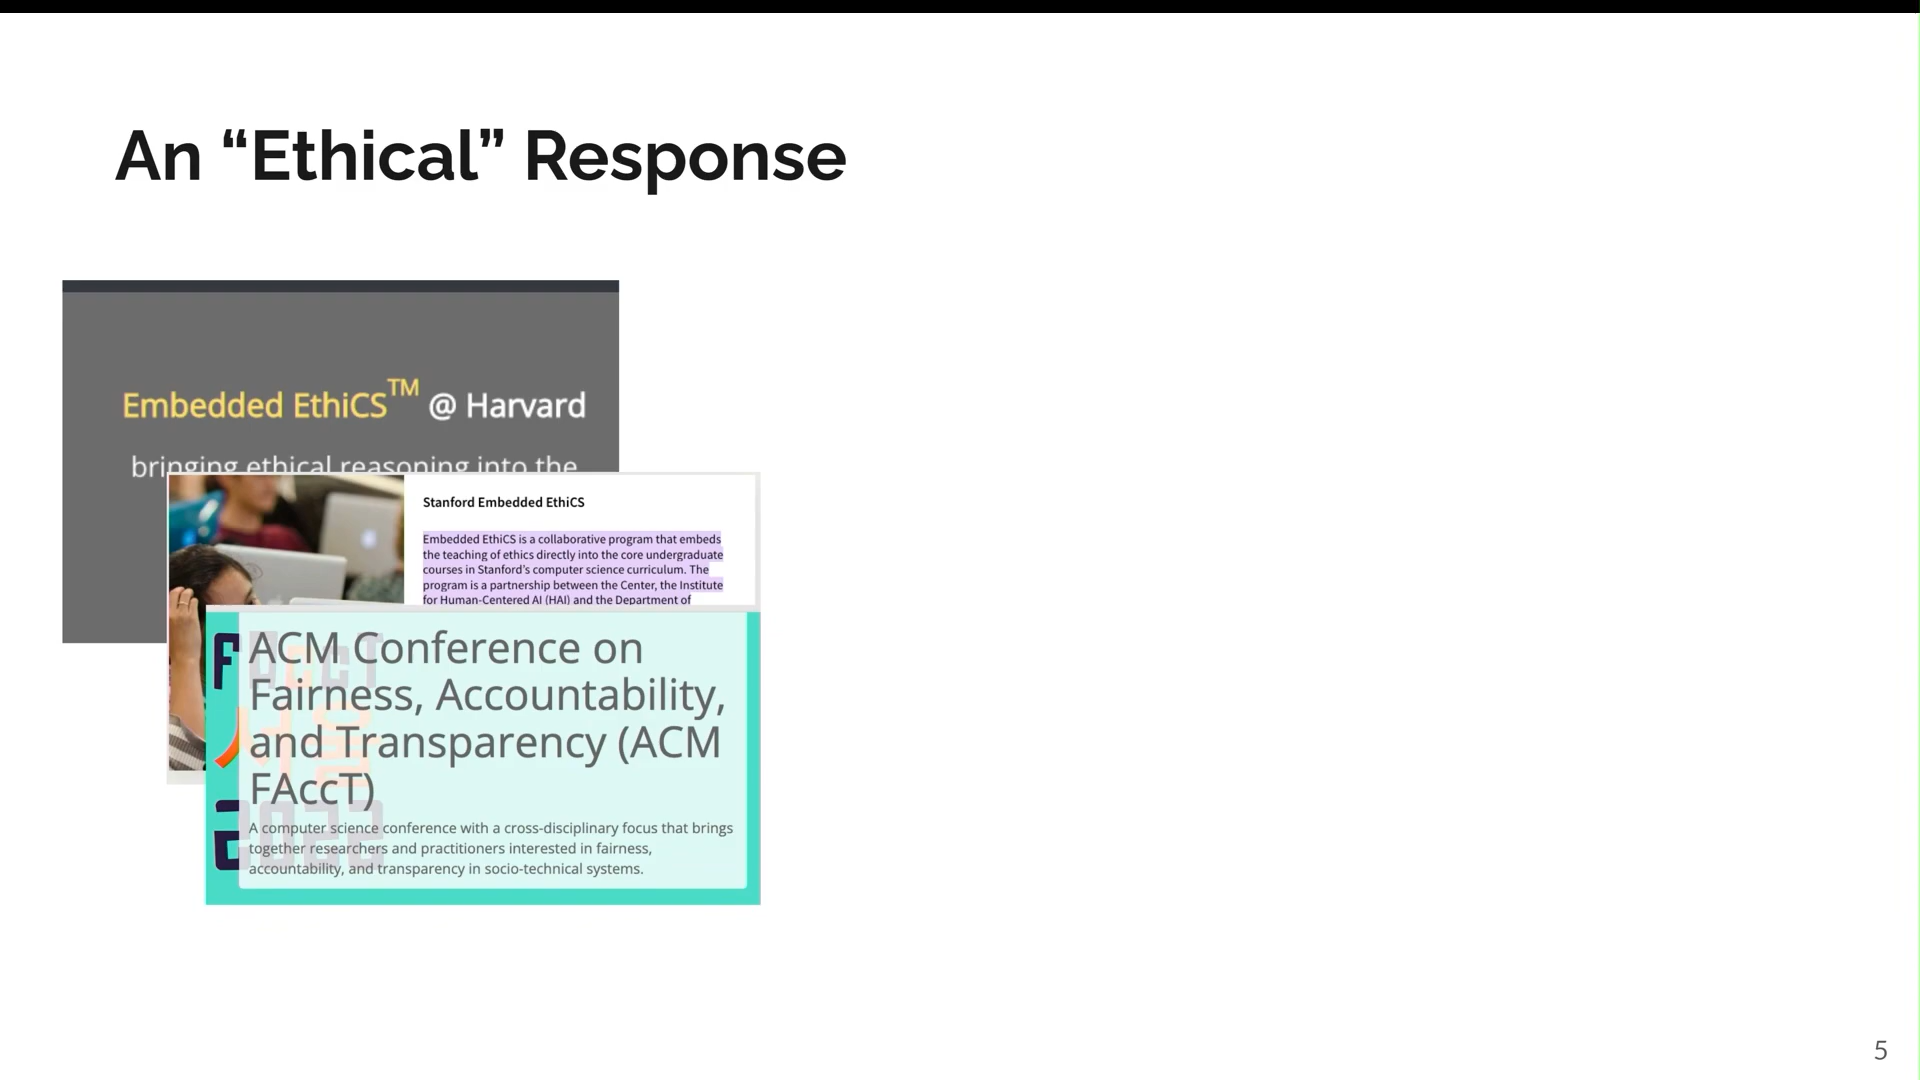 An “Ethical” Response
Embedded EthiCS™ @ Harvard
bringing ethical reasoning into the
Stanford Embedded EthiCS
Embedded EthiCS is a collaborative program that embeds
the teaching of ethics directly into the core undergraduate
courses in Stanford’s computer science curriculum. The
program is a partnership between the Center, the Institute
for Human-Centered AI (HAI) and the Department of
ACM Conference on
Fairness, Accountability,
and Transparency (ACM
FAccT)
A computer science conference with a cross-disciplinary focus that brings
together researchers and practitioners interested in fairness,
accountability, and transparency in socio-technical systems.
FAccT
2022
5